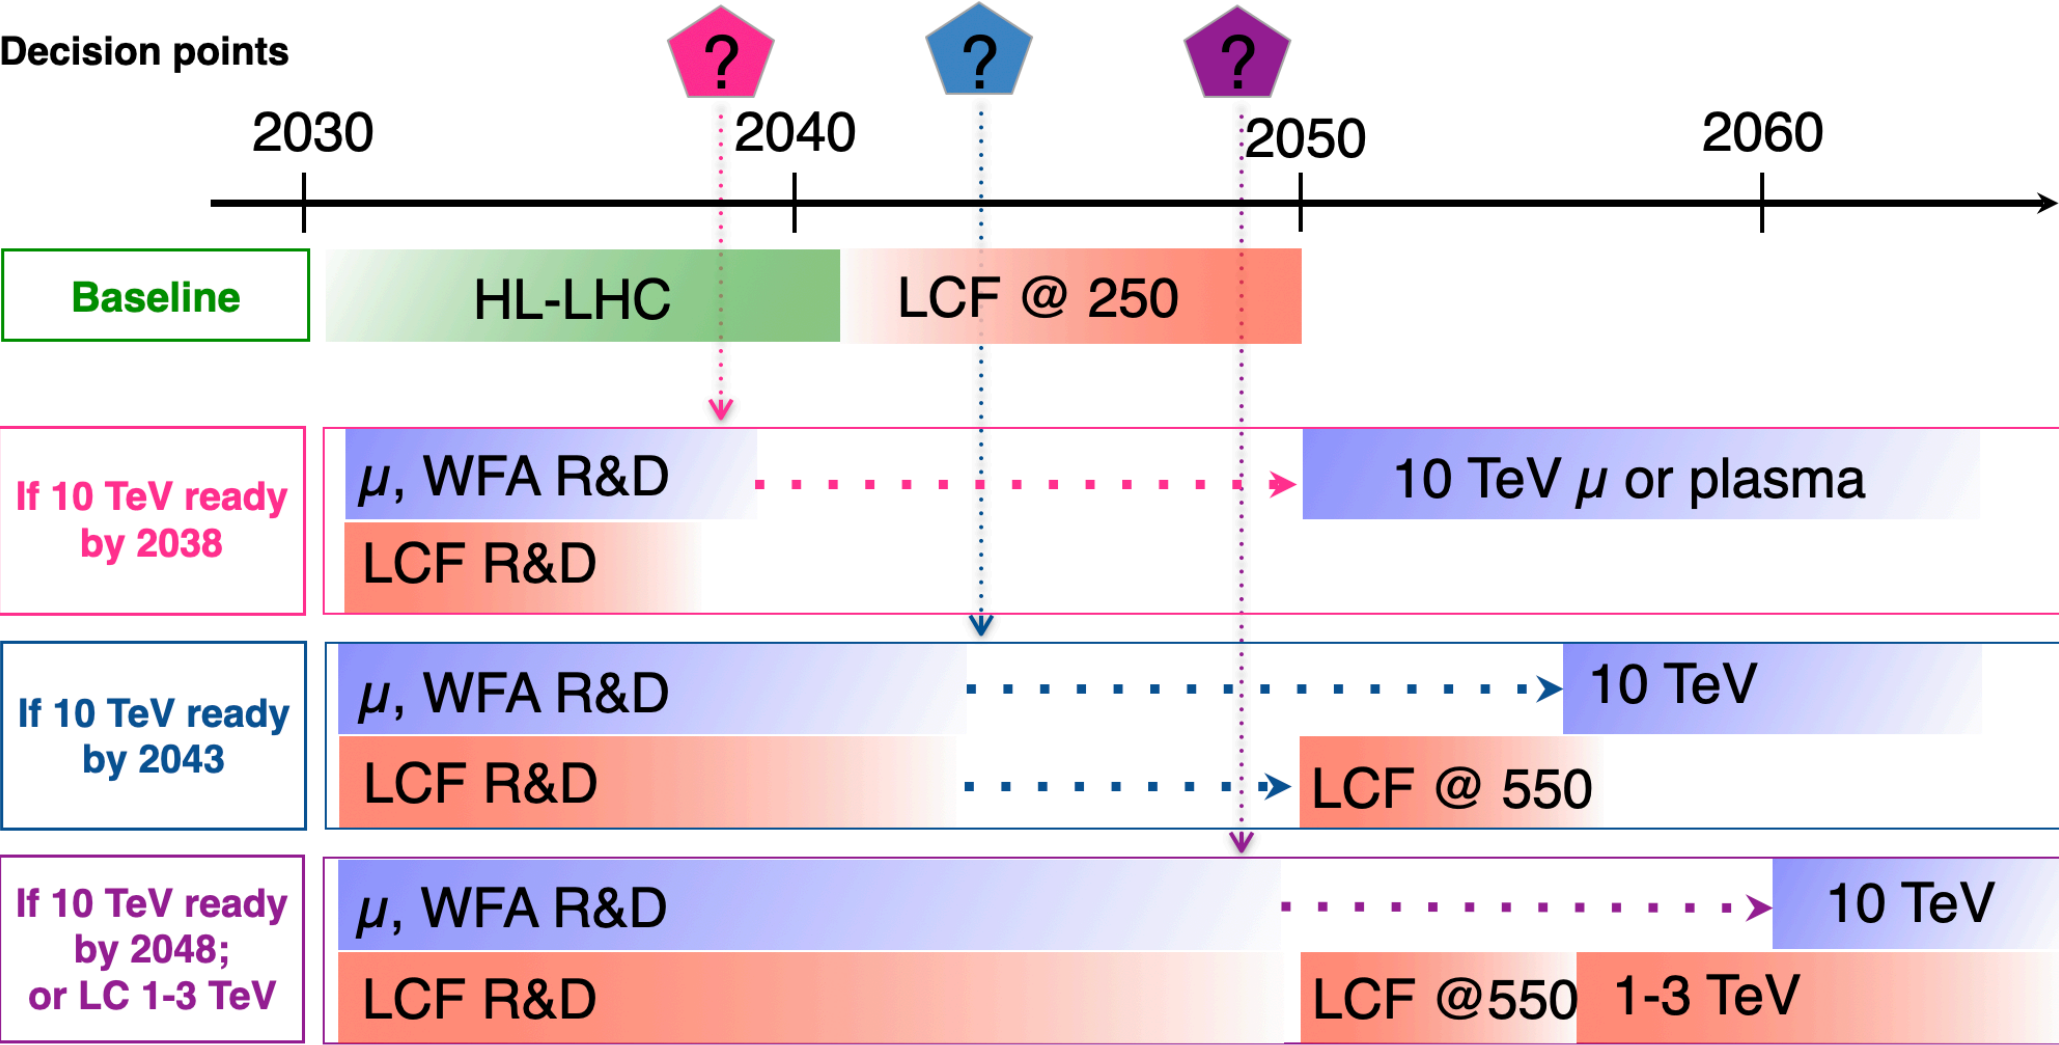 Decision points
?
?
?
2030
2040
2050
2060
Baseline
HL-LHC
LCF @ 250
If 10 TeV ready
by 2038
μ, WFA R&D
10 TeV μ or plasma
LCF R&D
If 10 TeV ready
by 2043
μ, WFA R&D
10 TeV
LCF R&D
LCF @ 550
If 10 TeV ready
by 2048;
or LC 1-3 TeV
μ, WFA R&D
10 TeV
LCF R&D
LCF @550
1-3 TeV